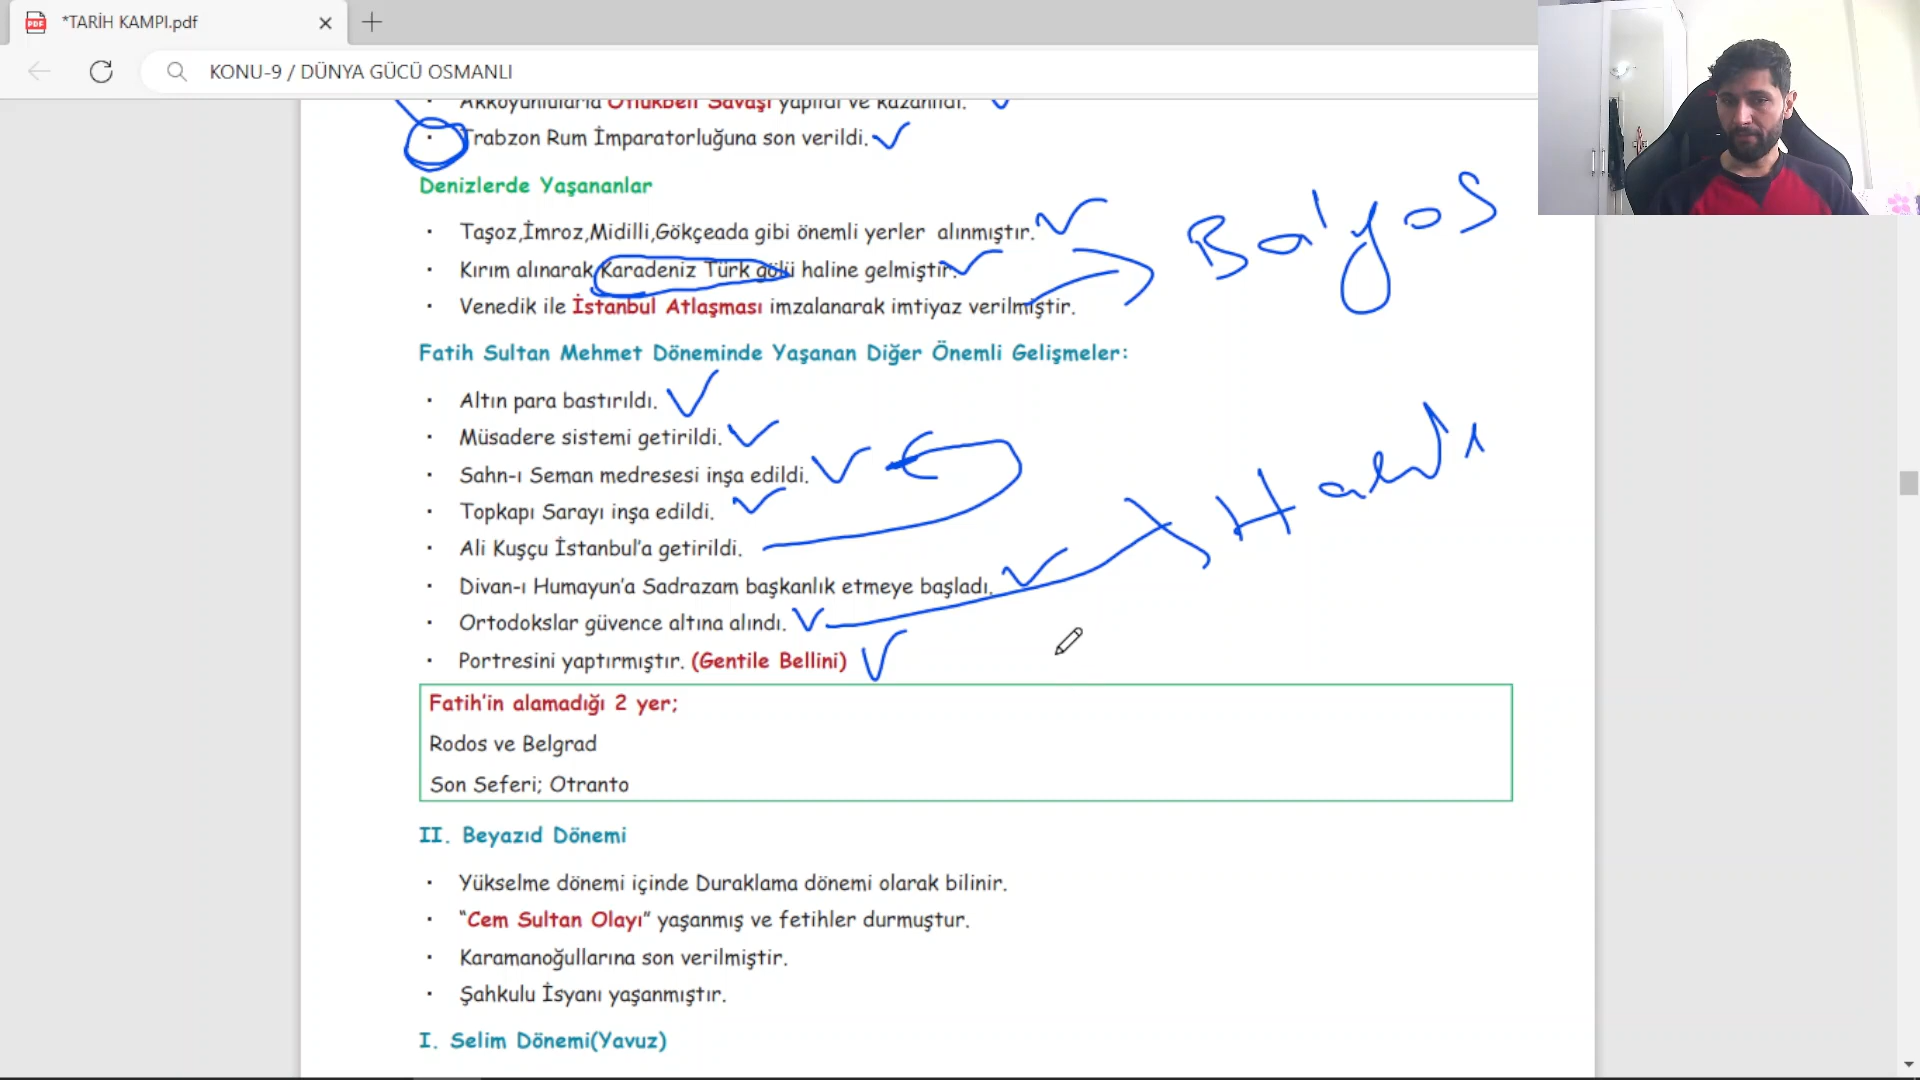 *TARİH KAMPI.pdf
KONU-9 / DÜNYA GÜCÜ OSMANLI
Akkoyunlularla Otlukbeli Savaşı yapıldı ve kazanıldı.
Trabzon Rum İmparatorluğuna son verildi.
Denizlerde Yaşananlar
Taşoz,İmroz,Midilli,Gökçeada gibi önemli yerler alınmıştır.
Kırım alınarak Karadeniz Türk gölü haline gelmiştir.
Venedik ile İstanbul Atlaşması imzalanarak imtiyaz verilmiştir.
Balyos
Fatih Sultan Mehmet Döneminde Yaşanan Diğer Önemli Gelişmeler:
Altın para bastırıldı.
Müsadere sistemi getirildi.
Sahn-ı Seman medresesi inşa edildi.
Topkapı Sarayı inşa edildi.
Ali Kuşçu İstanbul'a getirildi.
Divan-ı Humayun'a Sadrazam başkanlık etmeye başladı.
Ortodokslar güvence altına alındı.
Portresini yaptırmıştır. (Gentile Bellini)
Fatih'in alamadığı 2 yer;
Rodos ve Belgrad
Son Seferi; Otranto
II. Beyazıd Dönemi
Yükselme dönemi içinde Duraklama dönemi olarak bilinir.
"Cem Sultan Olayı" yaşanmış ve fetihler durmuştur.
Karamanoğullarına son verilmiştir.
Şahkulu İsyanı yaşanmıştır.
I. Selim Dönemi(Yavuz)